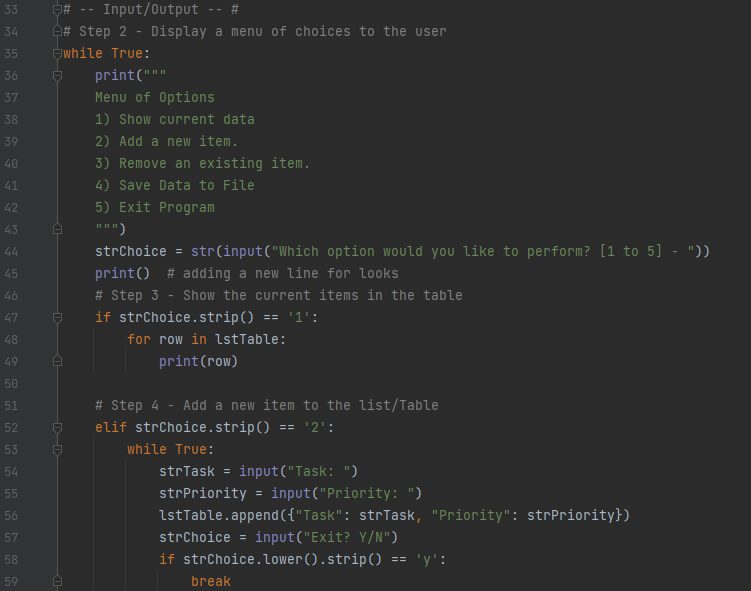 33 # -- Input/Output -- #
34 # Step 2 - Display a menu of choices to the user
35 while True:
36     print("""
37     Menu of Options
38     1) Show current data
39     2) Add a new item.
40     3) Remove an existing item.
41     4) Save Data to File
42     5) Exit Program
43     """)
44     strChoice = str(input("Which option would you like to perform? [1 to 5] - "))
45     print()  # adding a new line for looks
46     # Step 3 - Show the current items in the table
47     if strChoice.strip() == '1':
48         for row in lstTable:
49             print(row)
50
51     # Step 4 - Add a new item to the list/Table
52     elif strChoice.strip() == '2':
53         while True:
54             strTask = input("Task: ")
55             strPriority = input("Priority: ")
56             lstTable.append({"Task": strTask, "Priority": strPriority})
57             strChoice = input("Exit? Y/N")
58             if strChoice.lower().strip() == 'y':
59                 break